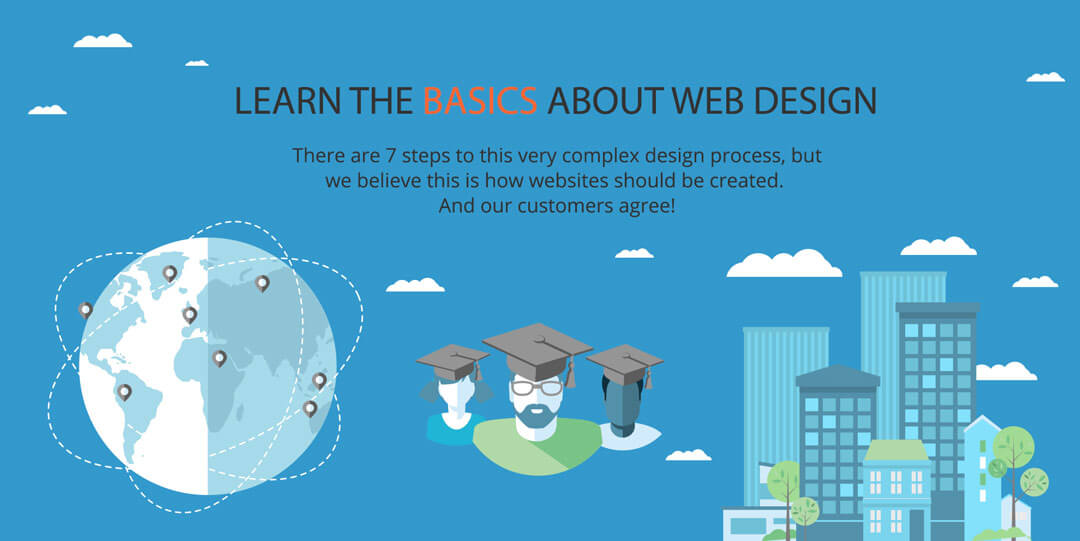 LEARN THE BASICS ABOUT WEB DESIGN
There are 7 steps to this very complex design process, but
we believe this is how websites should be created.
And our customers agree!